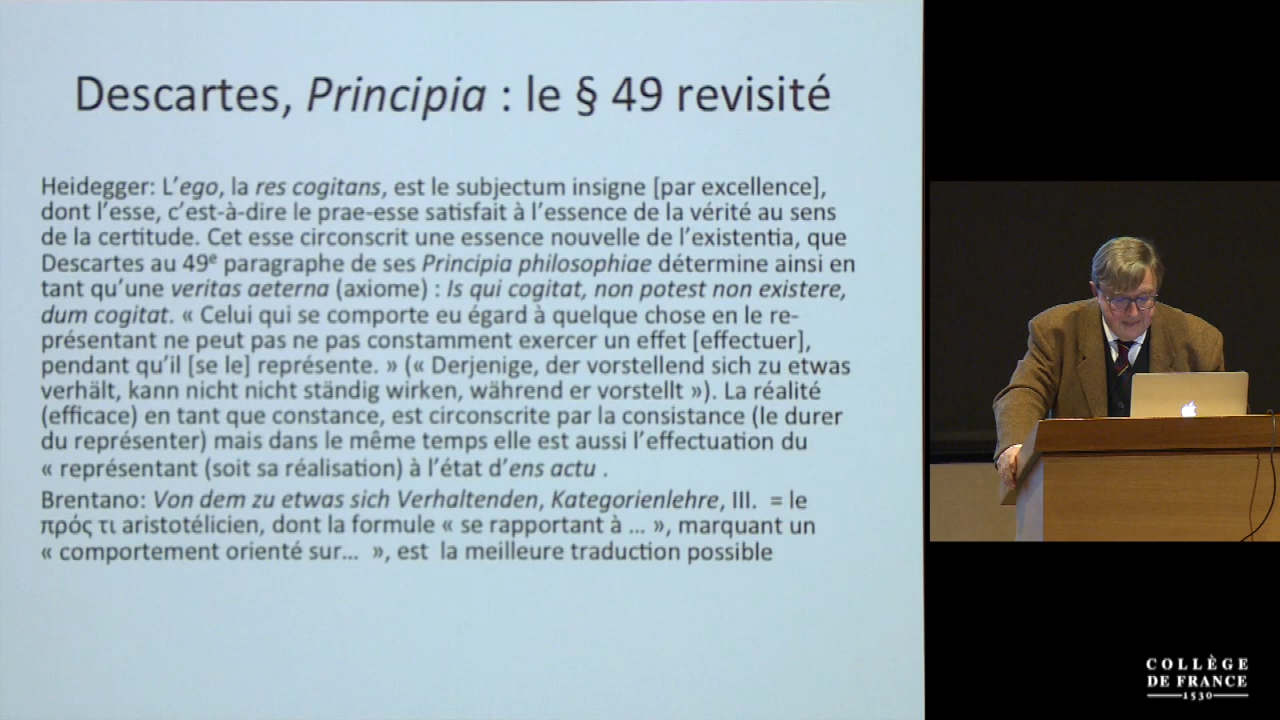 Descartes, Principia : le § 49 revisité
Heidegger: L’ego, la res cogitans, est le subjectum insigne [par excellence],
dont l’esse, c’est-à-dire le prae-esse satisfait à l’essence de la vérité au sens
de la certitude. Cet esse circonscrit une essence nouvelle de l’existentia, que
Descartes au 49e paragraphe de ses Principia philosophiae détermine ainsi en
tant qu’une veritas aeterna (axiome) : Is qui cogitat, non potest non existere,
dum cogitat. « Celui qui se comporte eu égard à quelque chose en le re-
présentant ne peut pas ne pas constamment exercer un effet [effectuer],
pendant qu’il [se le] représente. » (« Derjenige, der vorstellend sich zu etwas
verhält, kann nicht nicht ständig wirken, während er vorstellt »). La réalité
(efficace) en tant que constance, est circonscrite par la consistance (le durer
du représenter) mais dans le même temps elle est aussi l’effectuation du
« représentant (soit sa réalisation) à l’état d’ens actu .
Brentano: Von dem zu etwas sich Verhaltenden, Kategorienlehre, III. = le
πρός τι aristotélicien, dont la formule « se rapportant à ... », marquant un
« comportement orienté sur... », est la meilleure traduction possible
COLLÈGE
DE FRANCE
1530